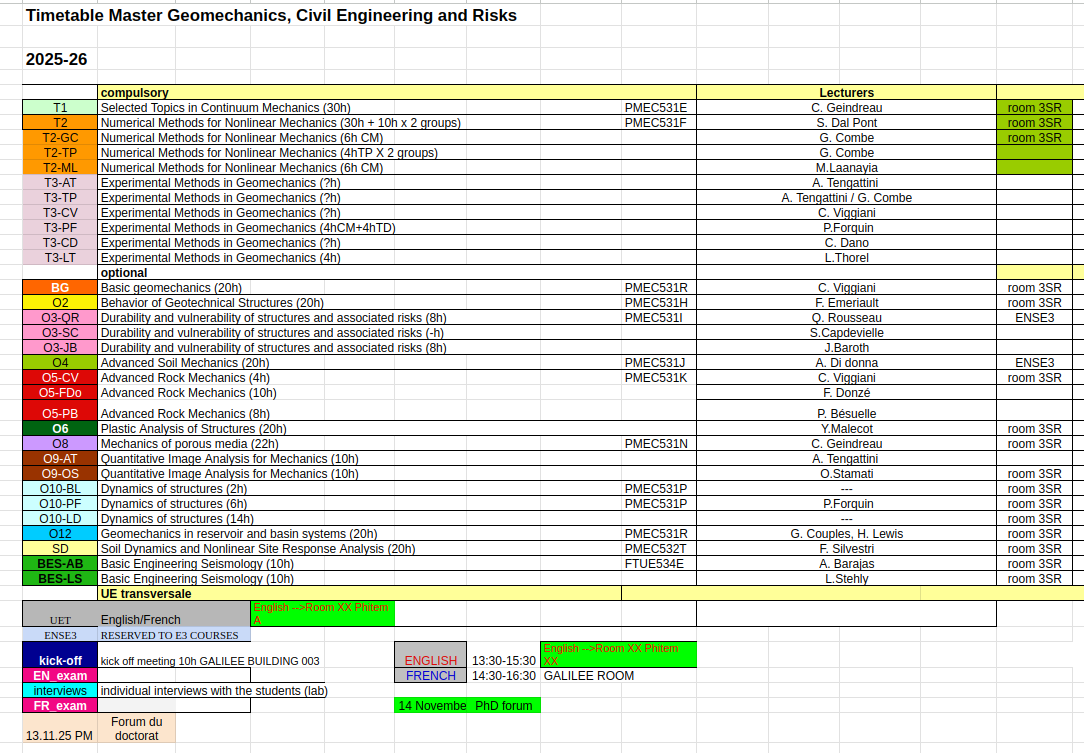 Timetable Master Geomechanics, Civil Engineering and Risks
2025-26
compulsory Lecturers
T1 Selected Topics in Continuum Mechanics (30h) PMEC531E C. Geindreau room 3SR
T2 Numerical Methods for Nonlinear Mechanics (30h + 10h x 2 groups) PMEC531F S. Dal Pont room 3SR
T2-GC Numerical Methods for Nonlinear Mechanics (6h CM) G. Combe room 3SR
T2-TP Numerical Methods for Nonlinear Mechanics (4hTP X 2 groups) G. Combe
T2-ML Numerical Methods for Nonlinear Mechanics (6h CM) M.Laanayia
T3-AT Experimental Methods in Geomechanics (?h) A. Tengattini
T3-TP Experimental Methods in Geomechanics (?h) A. Tengattini / G. Combe
T3-CV Experimental Methods in Geomechanics (?h) C. Viggiani
T3-PF Experimental Methods in Geomechanics (4hCM+4hTD) P.Forquin
T3-CD Experimental Methods in Geomechanics (?h) C. Dano
T3-LT Experimental Methods in Geomechanics (4h) L.Thorel
optional
BG Basic geomechanics (20h) PMEC531R C. Viggiani room 3SR
O2 Behavior of Geotechnical Structures (20h) PMEC531H F. Emeriault room 3SR
O3-QR Durability and vulnerability of structures and associated risks (8h) PMEC531I Q. Rousseau ENSE3
O3-SC Durability and vulnerability of structures and associated risks (-h) S.Capdevielle
O3-JB Durability and vulnerability of structures and associated risks (8h) J.Baroth
O4 Advanced Soil Mechanics (20h) PMEC531J A. Di donna ENSE3
O5-CV Advanced Rock Mechanics (4h) PMEC531K C. Viggiani room 3SR
O5-FDo Advanced Rock Mechanics (10h) F. Donzé
O5-PB Advanced Rock Mechanics (8h) P. Bésuelle
O6 Plastic Analysis of Structures (20h) Y.Malecot room 3SR
O8 Mechanics of porous media (22h) PMEC531N C. Geindreau room 3SR
O9-AT Quantitative Image Analysis for Mechanics (10h) A. Tengattini
O9-OS Quantitative Image Analysis for Mechanics (10h) O.Stamati room 3SR
O10-BL Dynamics of structures (2h) PMEC531P --- room 3SR
O10-PF Dynamics of structures (6h) PMEC531P P.Forquin room 3SR
O10-LD Dynamics of structures (14h) --- room 3SR
O12 Geomechanics in reservoir and basin systems (20h) PMEC531R G. Couples, H. Lewis room 3SR
SD Soil Dynamics and Nonlinear Site Response Analysis (20h) PMEC532T F. Silvestri room 3SR
BES-AB Basic Engineering Seismology (10h) FTUE534E A. Barajas room 3SR
BES-LS Basic Engineering Seismology (10h) L.Stehly room 3SR
UE transversale
UET English/French English -->Room XX Phitem
A
ENSE3 RESERVED TO E3 COURSES
kick-off kick off meeting 10h GALILEE BUILDING 003 ENGLISH 13:30-15:30 English -->Room XX Phitem
XX
EN_exam FRENCH 14:30-16:30 GALILEE ROOM
interviews individual interviews with the students (lab)
FR_exam 14 Novembe PhD forum
13.11.25 PM Forum du
doctorat